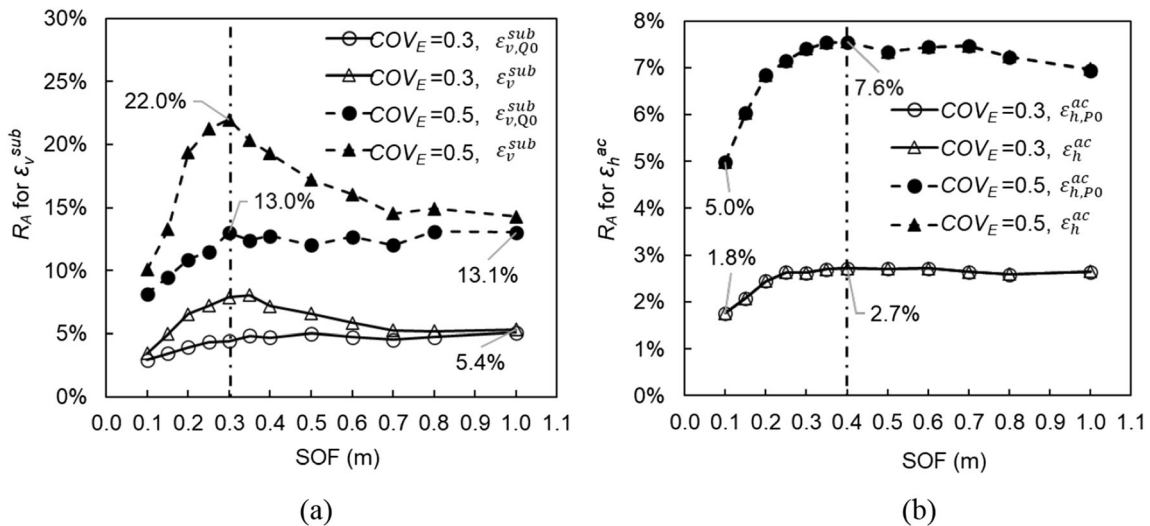 30%
25%
20%
15%
10%
5%
0%
R_A for ε_v^sub
COV_E=0.3, ε_{v,Q0}^{sub}
COV_E=0.3, ε_v^{sub}
COV_E=0.5, ε_{v,Q0}^{sub}
COV_E=0.5, ε_v^{sub}
22.0%
13.0%
13.1%
5.4%
0.0 0.1 0.2 0.3 0.4 0.5 0.6 0.7 0.8 0.9 1.0 1.1
SOF (m)
(a)
8%
7%
6%
5%
4%
3%
2%
1%
0%
R_A for ε_h^ac
7.6%
COV_E=0.3, ε_{h,P0}^{ac}
COV_E=0.3, ε_h^{ac}
COV_E=0.5, ε_{h,P0}^{ac}
COV_E=0.5, ε_h^{ac}
5.0%
1.8%
2.7%
0.0 0.1 0.2 0.3 0.4 0.5 0.6 0.7 0.8 0.9 1.0 1.1
SOF (m)
(b)